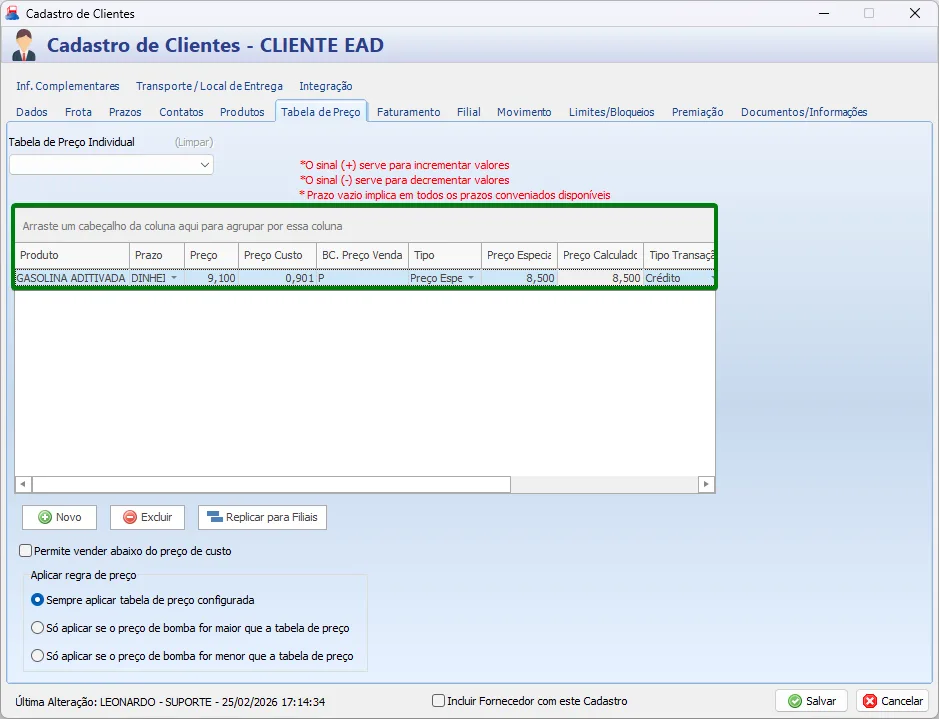 Cadastro de Clientes
Cadastro de Clientes - CLIENTE EAD
Inf. Complementares Transporte / Local de Entrega Integração
Dados Frota Prazos Contatos Produtos Tabela de Preço Faturamento Filial Movimento Limites/Bloqueios Premiação Documentos/Informações
Tabela de Preço Individual (Limpar)
*O sinal (+) serve para incrementar valores
*O sinal (-) serve para decrementar valores
* Prazo vazio implica em todos os prazos conveniados disponíveis
Arraste um cabeçalho da coluna aqui para agrupar por essa coluna
Produto Prazo Preço Preço Custo BC. Preço Venda Tipo Preço Especia Preço Calculado Tipo Transaçã
GASOLINA ADITIVADA DINHEI 9,100 0,901 P Preço Espe 8,500 8,500 Crédito
Novo Excluir Replicar para Filiais
Permite vender abaixo do preço de custo
Aplicar regra de preço
Sempre aplicar tabela de preço configurada
Só aplicar se o preço de bomba for maior que a tabela de preço
Só aplicar se o preço de bomba for menor que a tabela de preço
Última Alteração: LEONARDO - SUPORTE - 25/02/2026 17:14:34 Incluir Fornecedor com este Cadastro Salvar Cancelar